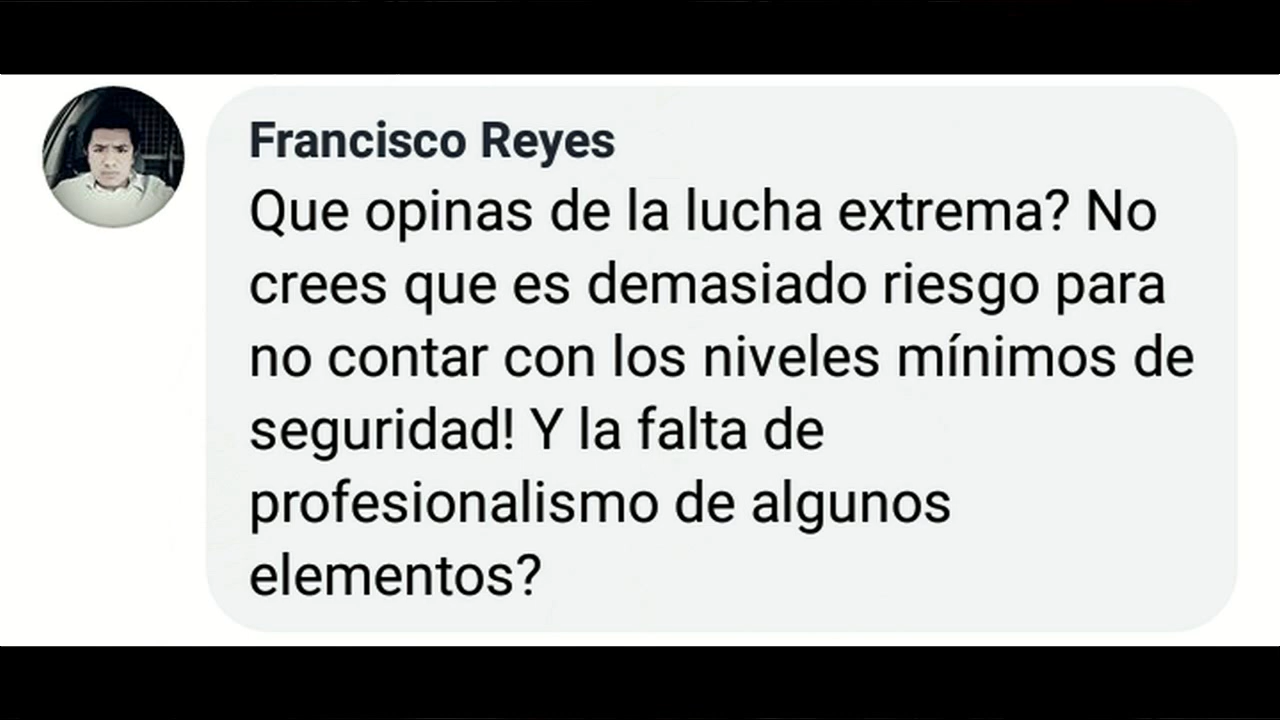 Francisco Reyes
Que opinas de la lucha extrema? No
crees que es demasiado riesgo para
no contar con los niveles mínimos de
seguridad! Y la falta de
profesionalismo de algunos
elementos?